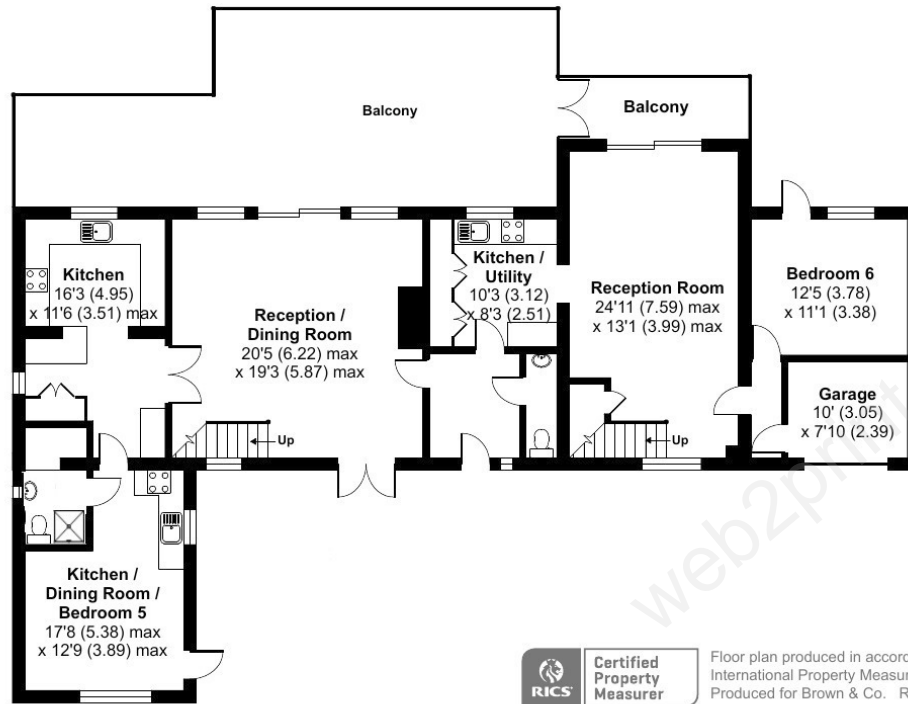 Balcony
Balcony
Kitchen
16'3 (4.95)
x 11'6 (3.51) max
Reception /
Dining Room
20'5 (6.22) max
x 19'3 (5.87) max
Kitchen /
Utility
10'3 (3.12)
x 8'3 (2.51)
Reception Room
24'11 (7.59) max
x 13'1 (3.99) max
Bedroom 6
12'5 (3.78)
x 11'1 (3.38)
Garage
10' (3.05)
x 7'10 (2.39)
Up
Up
Kitchen /
Dining Room /
Bedroom 5
17'8 (5.38) max
x 12'9 (3.89) max
web2print
RICS
Certified
Property
Measurer
Floor plan produced in accord
International Property Measur
Produced for Brown & Co. R